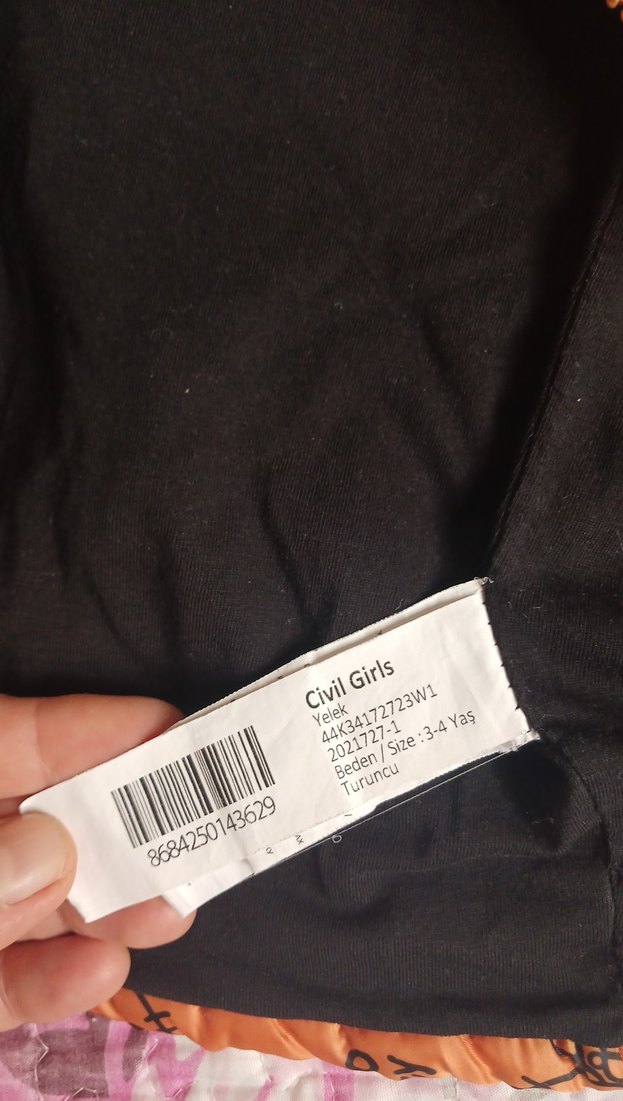 Civil Girls
Yelek
44K34172723W1
2021727-1
Beden / Size : 3-4 Yaş
Turuncu
8684250143629